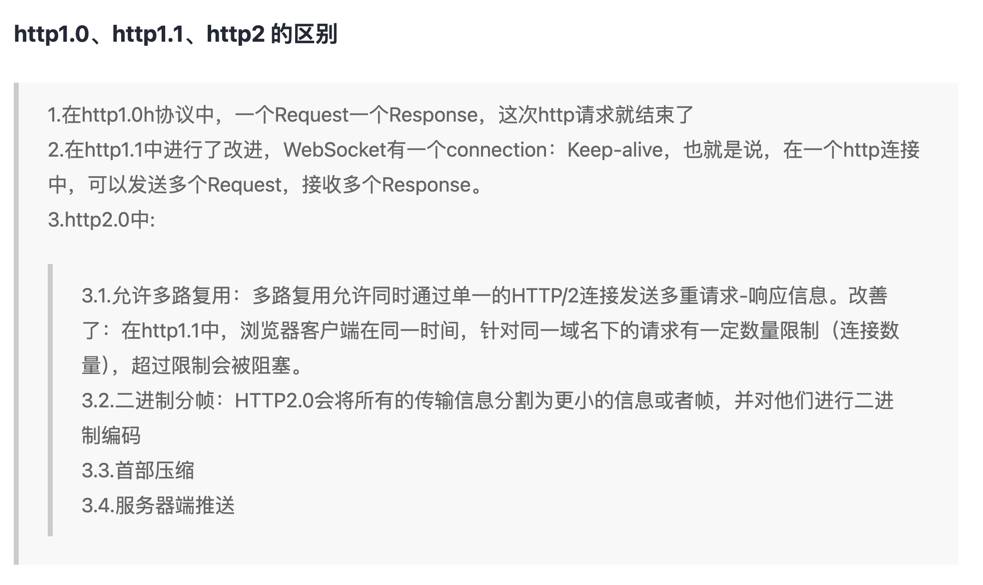 http1.0、http1.1、http2 的区别
1.在http1.0h协议中，一个Request一个Response，这次http请求就结束了
2.在http1.1中进行了改进，WebSocket有一个connection：Keep-alive，也就是说，在一个http连接
中，可以发送多个Request，接收多个Response。
3.http2.0中:
3.1.允许多路复用：多路复用允许同时通过单一的HTTP/2连接发送多重请求-响应信息。改善
了：在http1.1中，浏览器客户端在同一时间，针对同一域名下的请求有一定数量限制（连接数
量），超过限制会被阻塞。
3.2.二进制分帧：HTTP2.0会将所有的传输信息分割为更小的信息或者帧，并对他们进行二进
制编码
3.3.首部压缩
3.4.服务器端推送